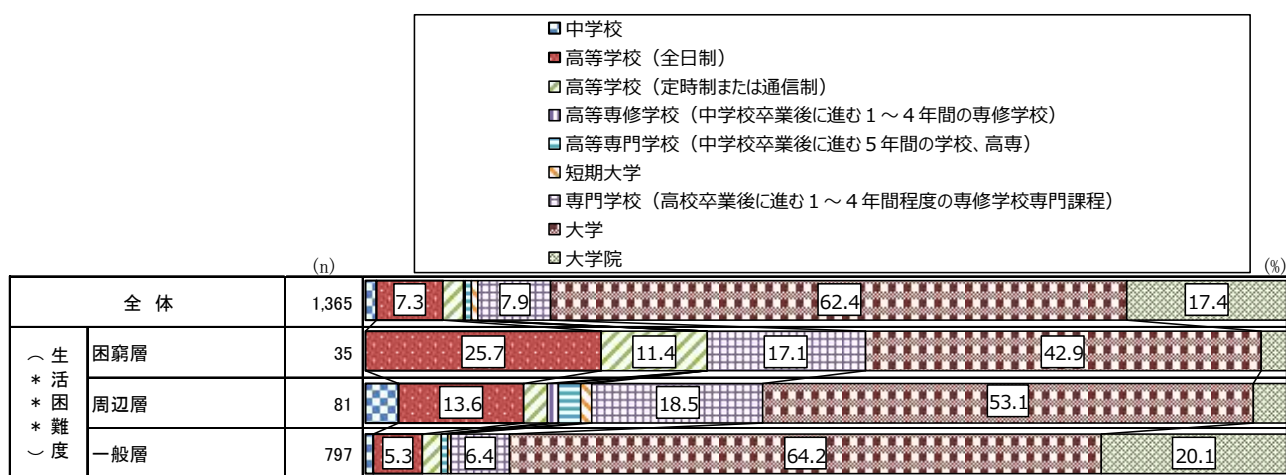 中学校
高等学校（全日制）
高等学校（定時制または通信制）
高等専修学校（中学校卒業後に進む１～４年間の専修学校）
高等専門学校（中学校卒業後に進む５年間の学校、高専）
短期大学
専門学校（高校卒業後に進む１～４年間程度の専修学校専門課程）
大学
大学院
(n) (%)
全 体 1,365 7.3 7.9 62.4 17.4
（生活困難度）
***
困窮層 35 25.7 11.4 17.1 42.9
周辺層 81 13.6 18.5 53.1
一般層 797 5.3 6.4 64.2 20.1